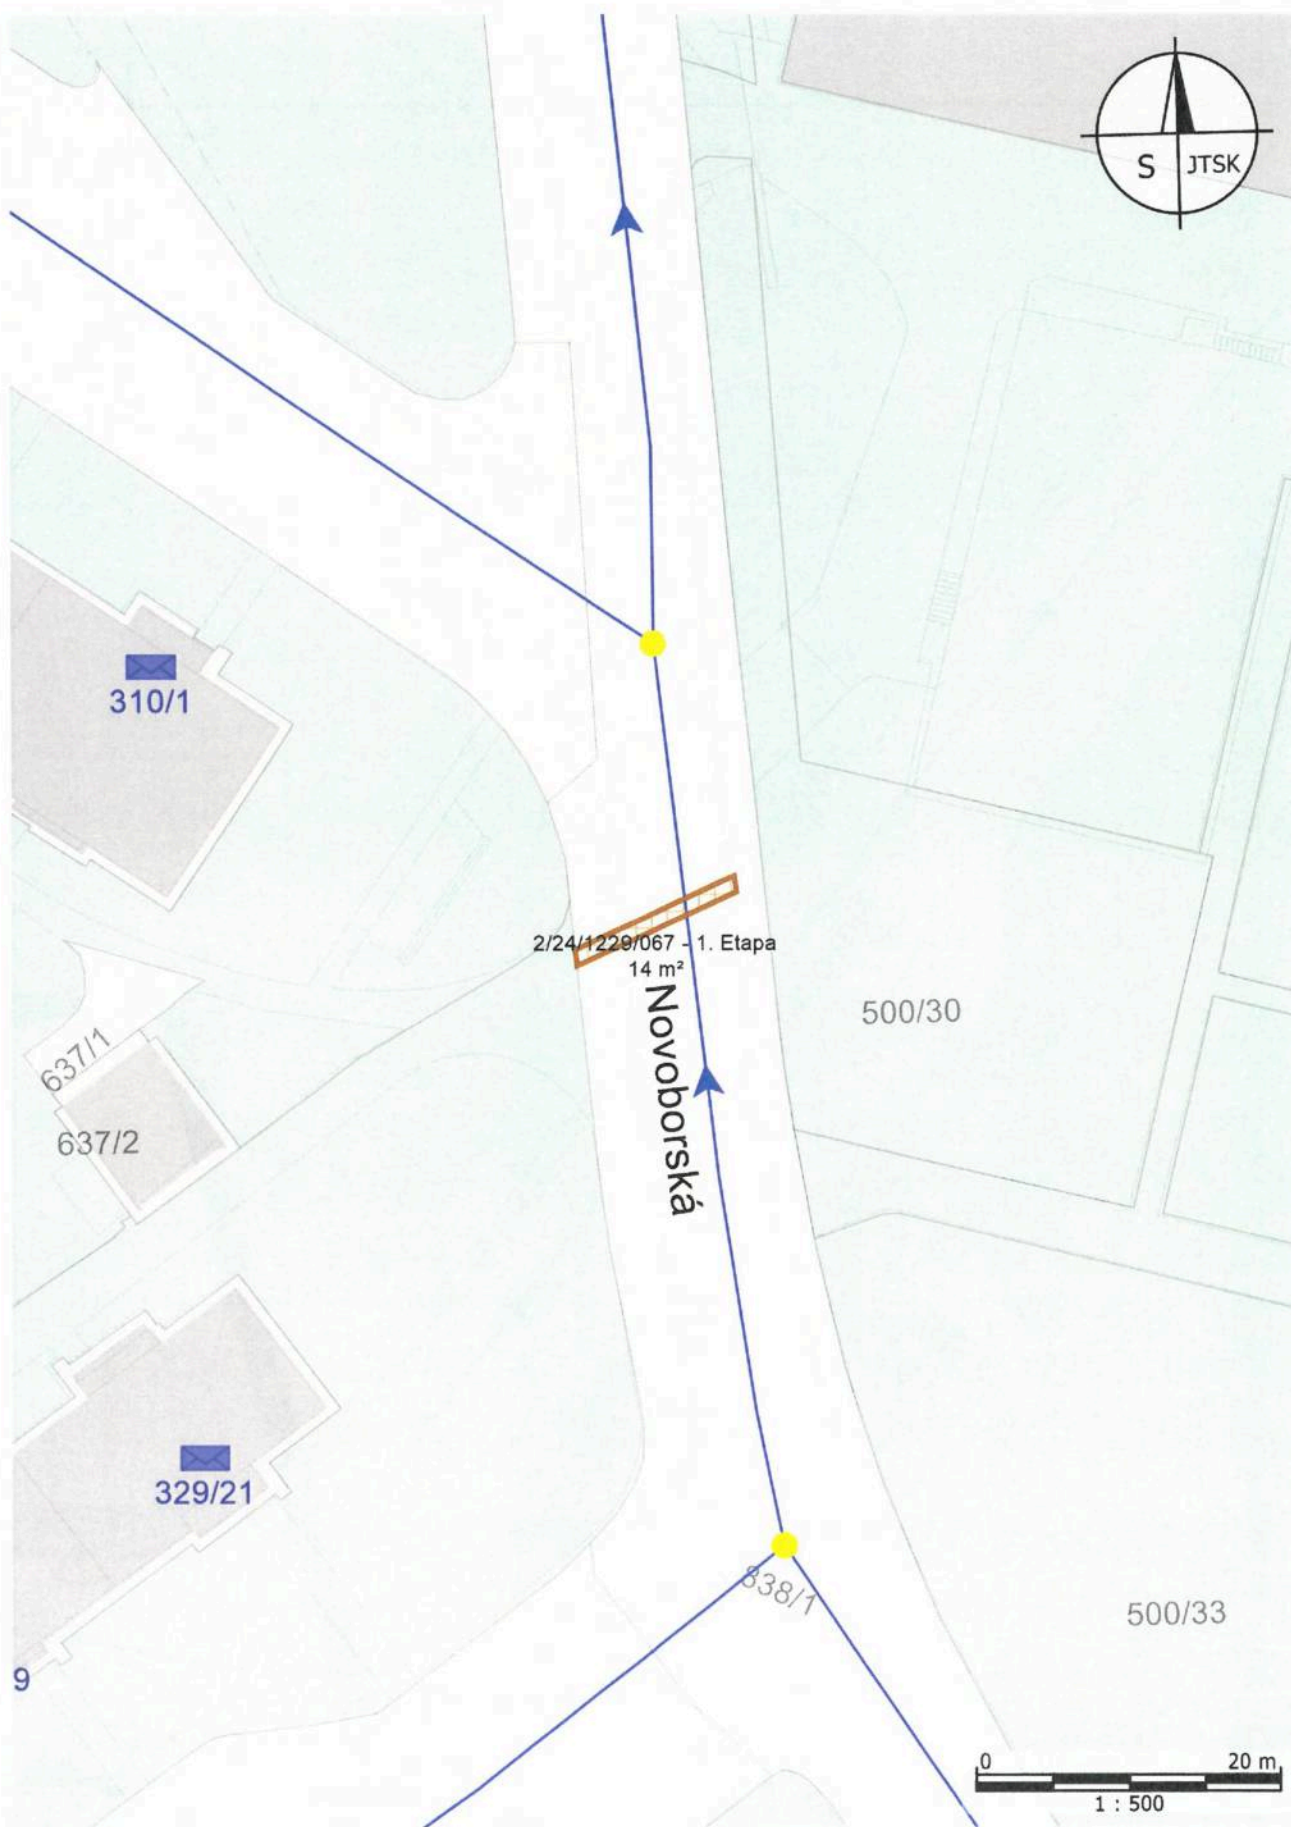 S JTSK
310/1
2/24/1229/067 - 1. Etapa
14 m²
Novoborská
500/30
637/1
637/2
329/21
838/1
500/33
9
0 20 m
1 : 500